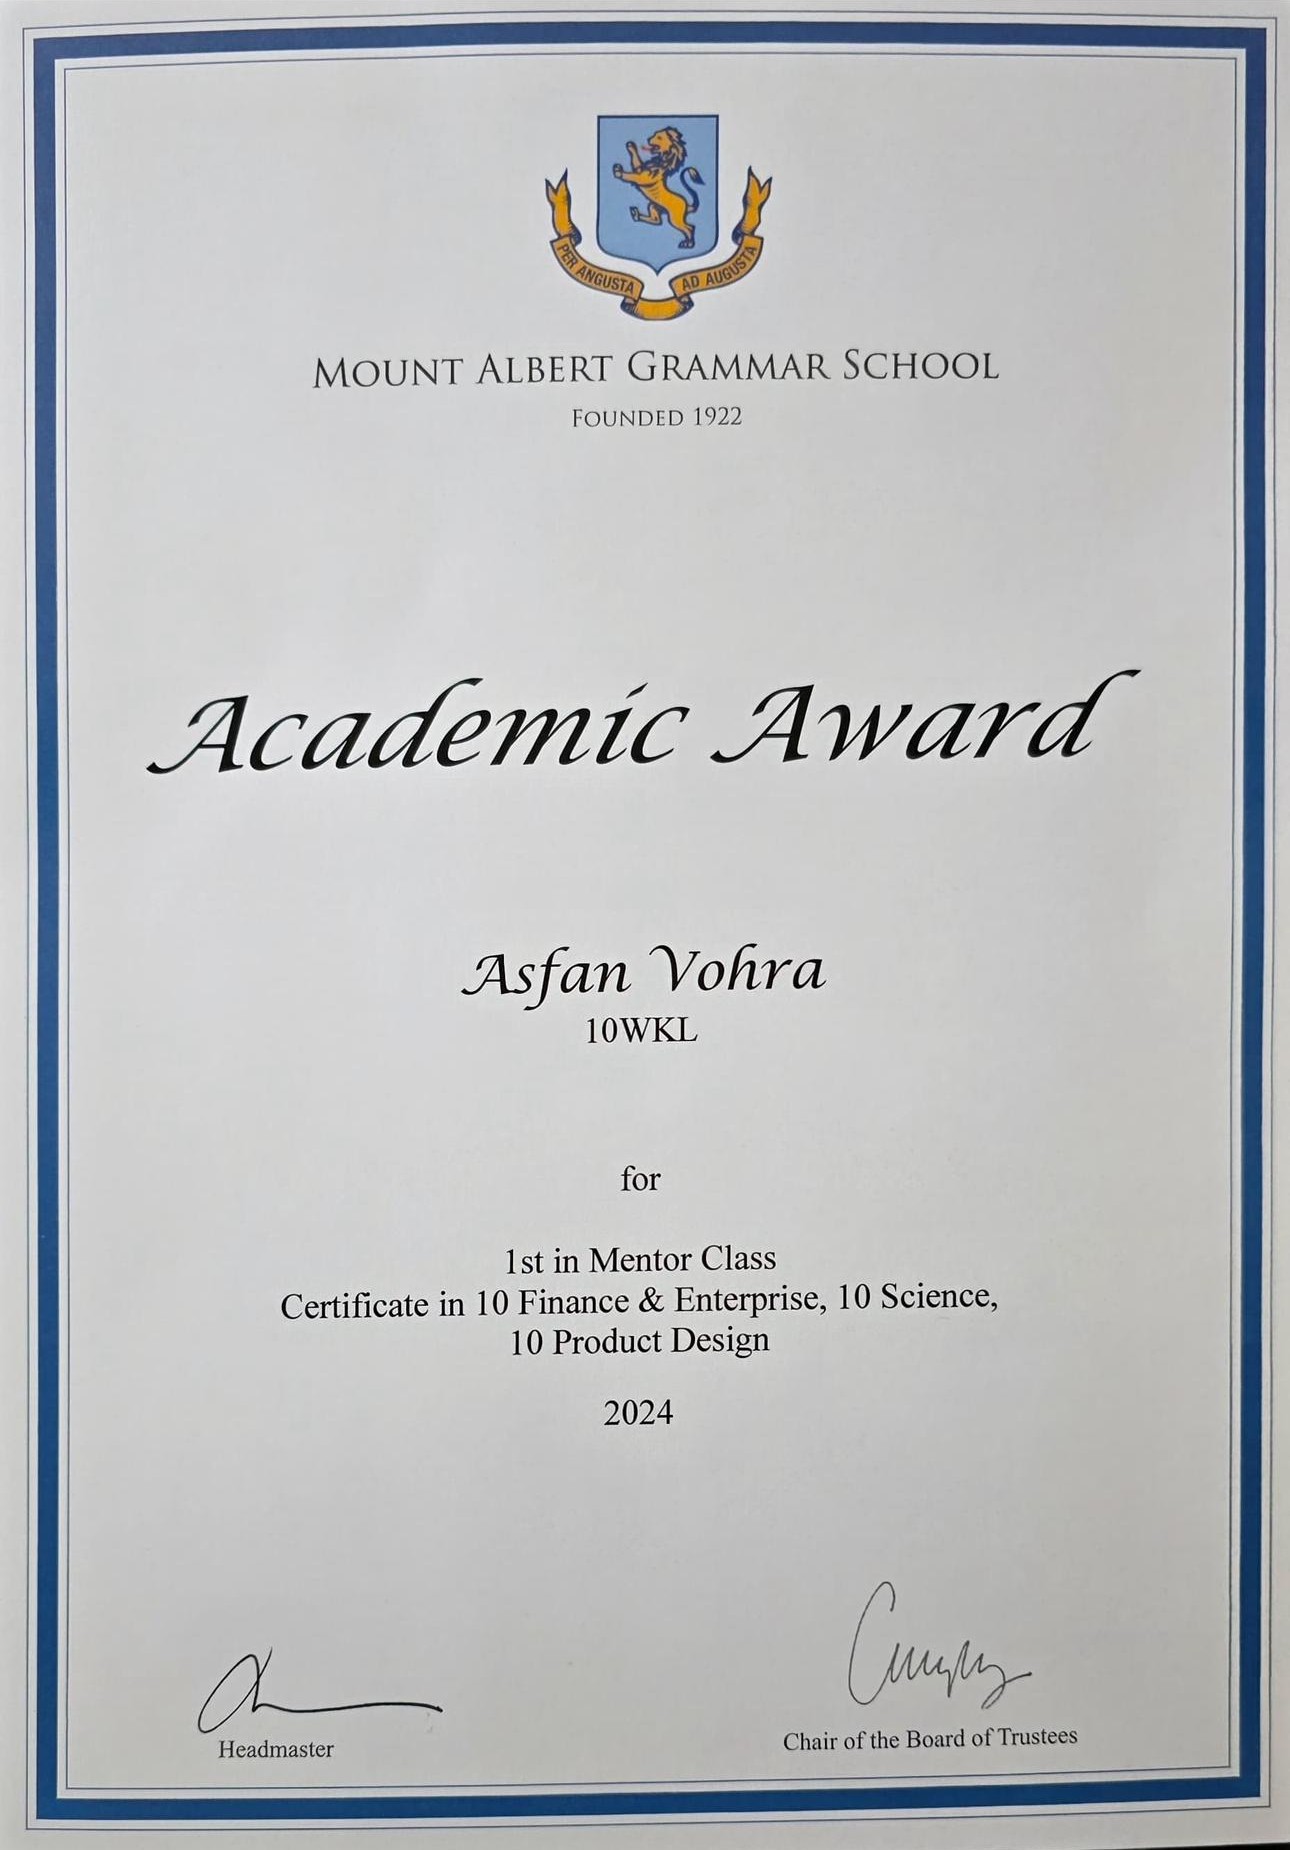 PER ANGUSTA AD AUGUSTA
MOUNT ALBERT GRAMMAR SCHOOL
FOUNDED 1922
Academic Award
Asfan Vohra
10WKL
for
1st in Mentor Class
Certificate in 10 Finance & Enterprise, 10 Science,
10 Product Design
2024
Headmaster
Chair of the Board of Trustees